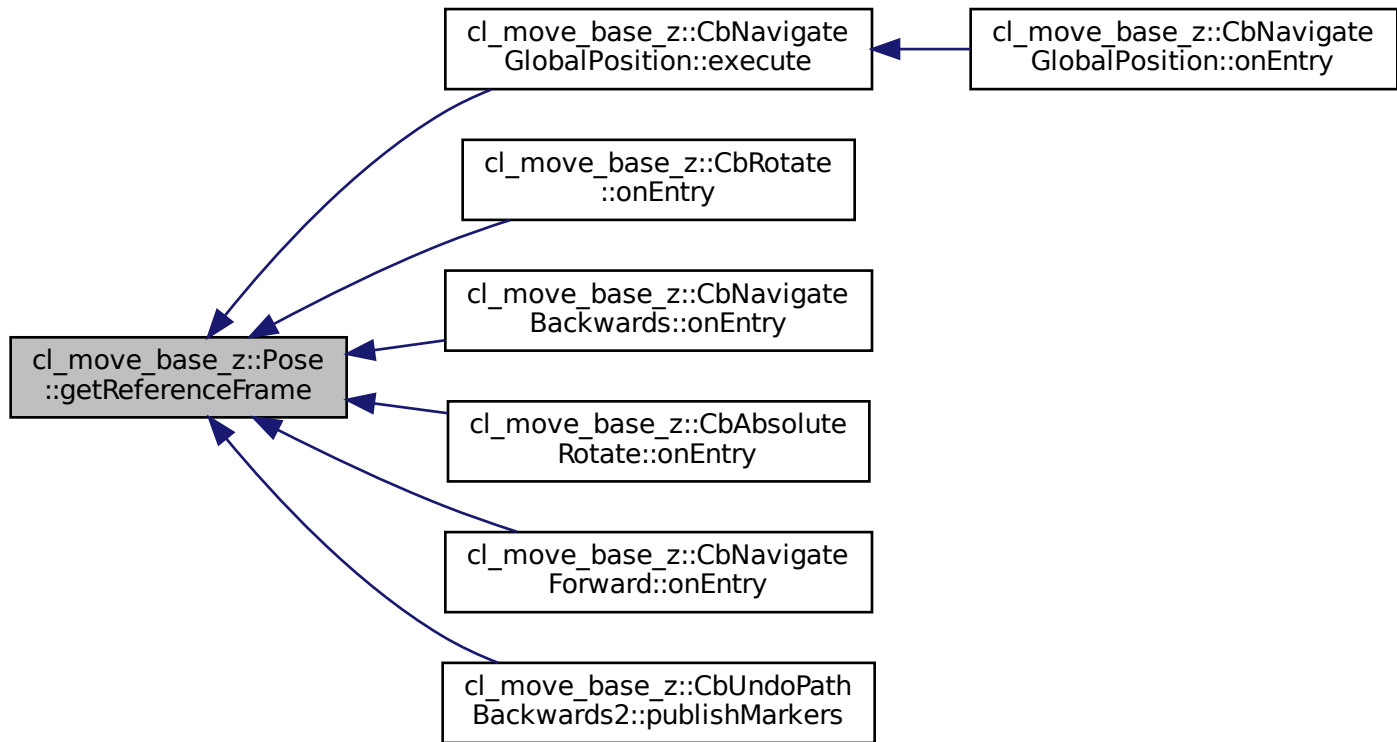 cl_move_base_z::CbNavigate
GlobalPosition::execute
cl_move_base_z::CbNavigate
GlobalPosition::onEntry
cl_move_base_z::CbRotate
::onEntry
cl_move_base_z::CbNavigate
Backwards::onEntry
cl_move_base_z::Pose
::getReferenceFrame
cl_move_base_z::CbAbsolute
Rotate::onEntry
cl_move_base_z::CbNavigate
Forward::onEntry
cl_move_base_z::CbUndoPath
Backwards2::publishMarkers